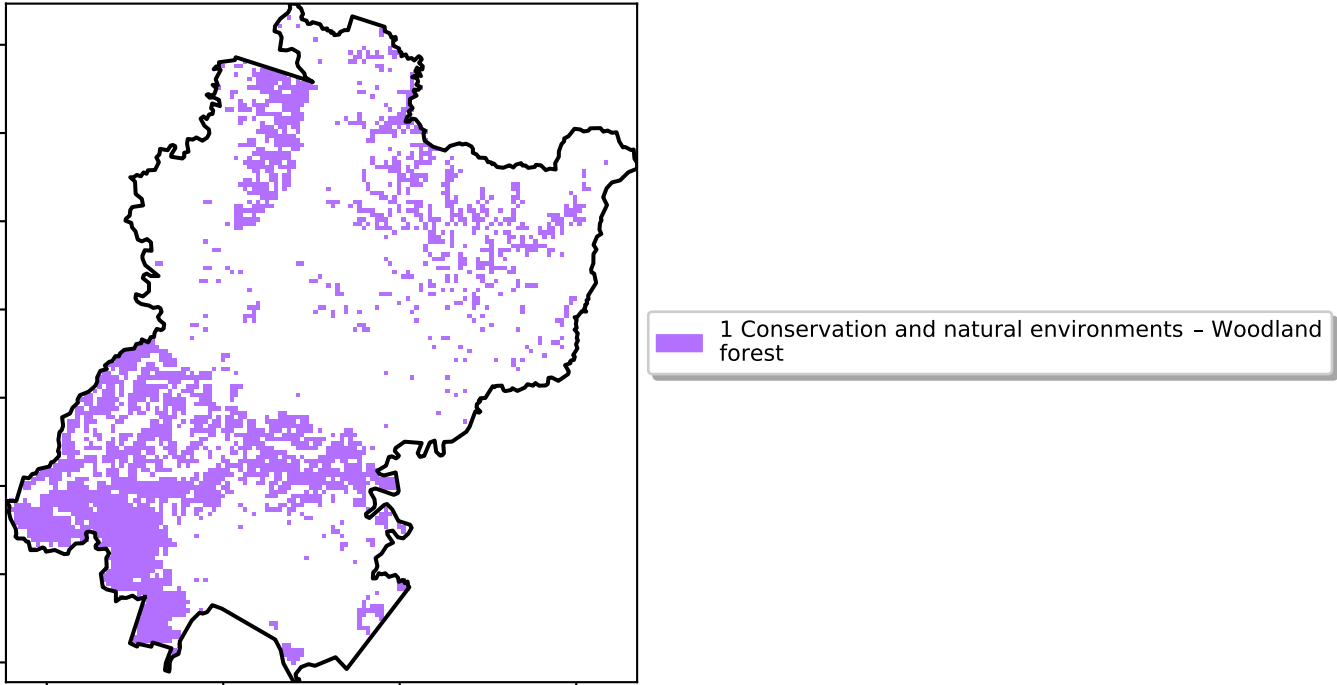 1 Conservation and natural environments – Woodland
forest